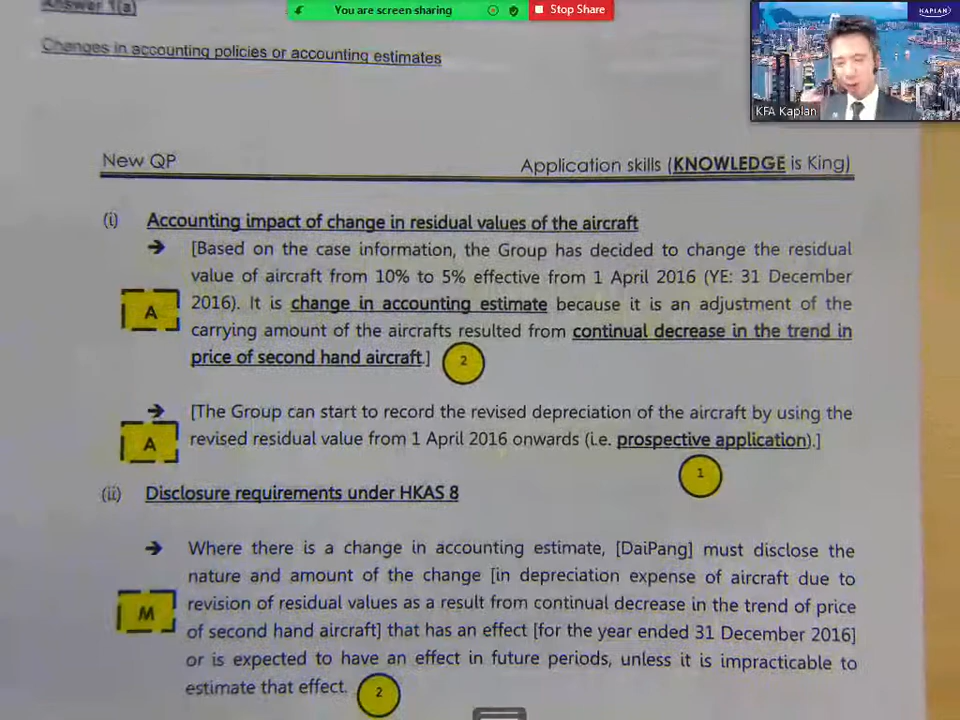 Answer 1(a)
You are screen sharing
Stop Share
KAPLAN
Changes in accounting policies or accounting estimates
KFA Kaplan
New QP
Application skills (KNOWLEDGE is King)
(i) Accounting impact of change in residual values of the aircraft
→ [Based on the case information, the Group has decided to change the residual
value of aircraft from 10% to 5% effective from 1 April 2016 (YE: 31 December
A
2016). It is change in accounting estimate because it is an adjustment of the
carrying amount of the aircrafts resulted from continual decrease in the trend in
price of second hand aircraft.] 2
→ [The Group can start to record the revised depreciation of the aircraft by using the
A
revised residual value from 1 April 2016 onwards (i.e. prospective application).]
1
(ii) Disclosure requirements under HKAS 8
→ Where there is a change in accounting estimate, [DaiPang] must disclose the
nature and amount of the change [in depreciation expense of aircraft due to
M
revision of residual values as a result from continual decrease in the trend of price
of second hand aircraft] that has an effect [for the year ended 31 December 2016]
or is expected to have an effect in future periods, unless it is impracticable to
estimate that effect. 2